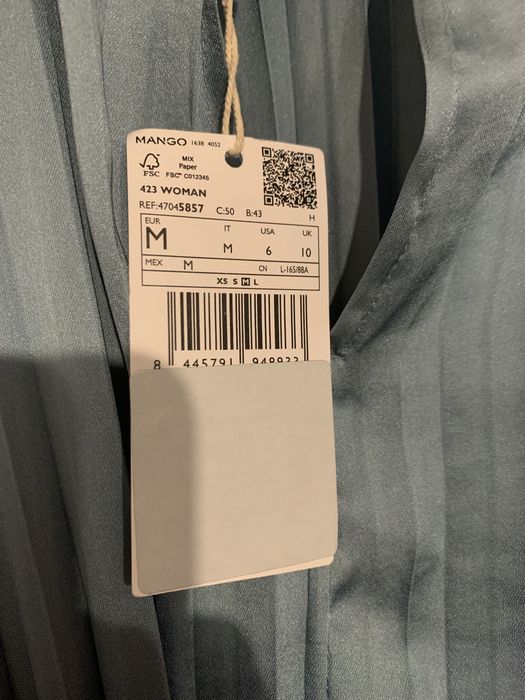 MANGO 1638 4052
MIX
Paper
FSC FSC® C012345
423 WOMAN
REF:47045857 C:50 B:43 H
EUR IT USA UK
M M 6 10
MEX M CN L-165/88A
XS S M L
8 445791 948933